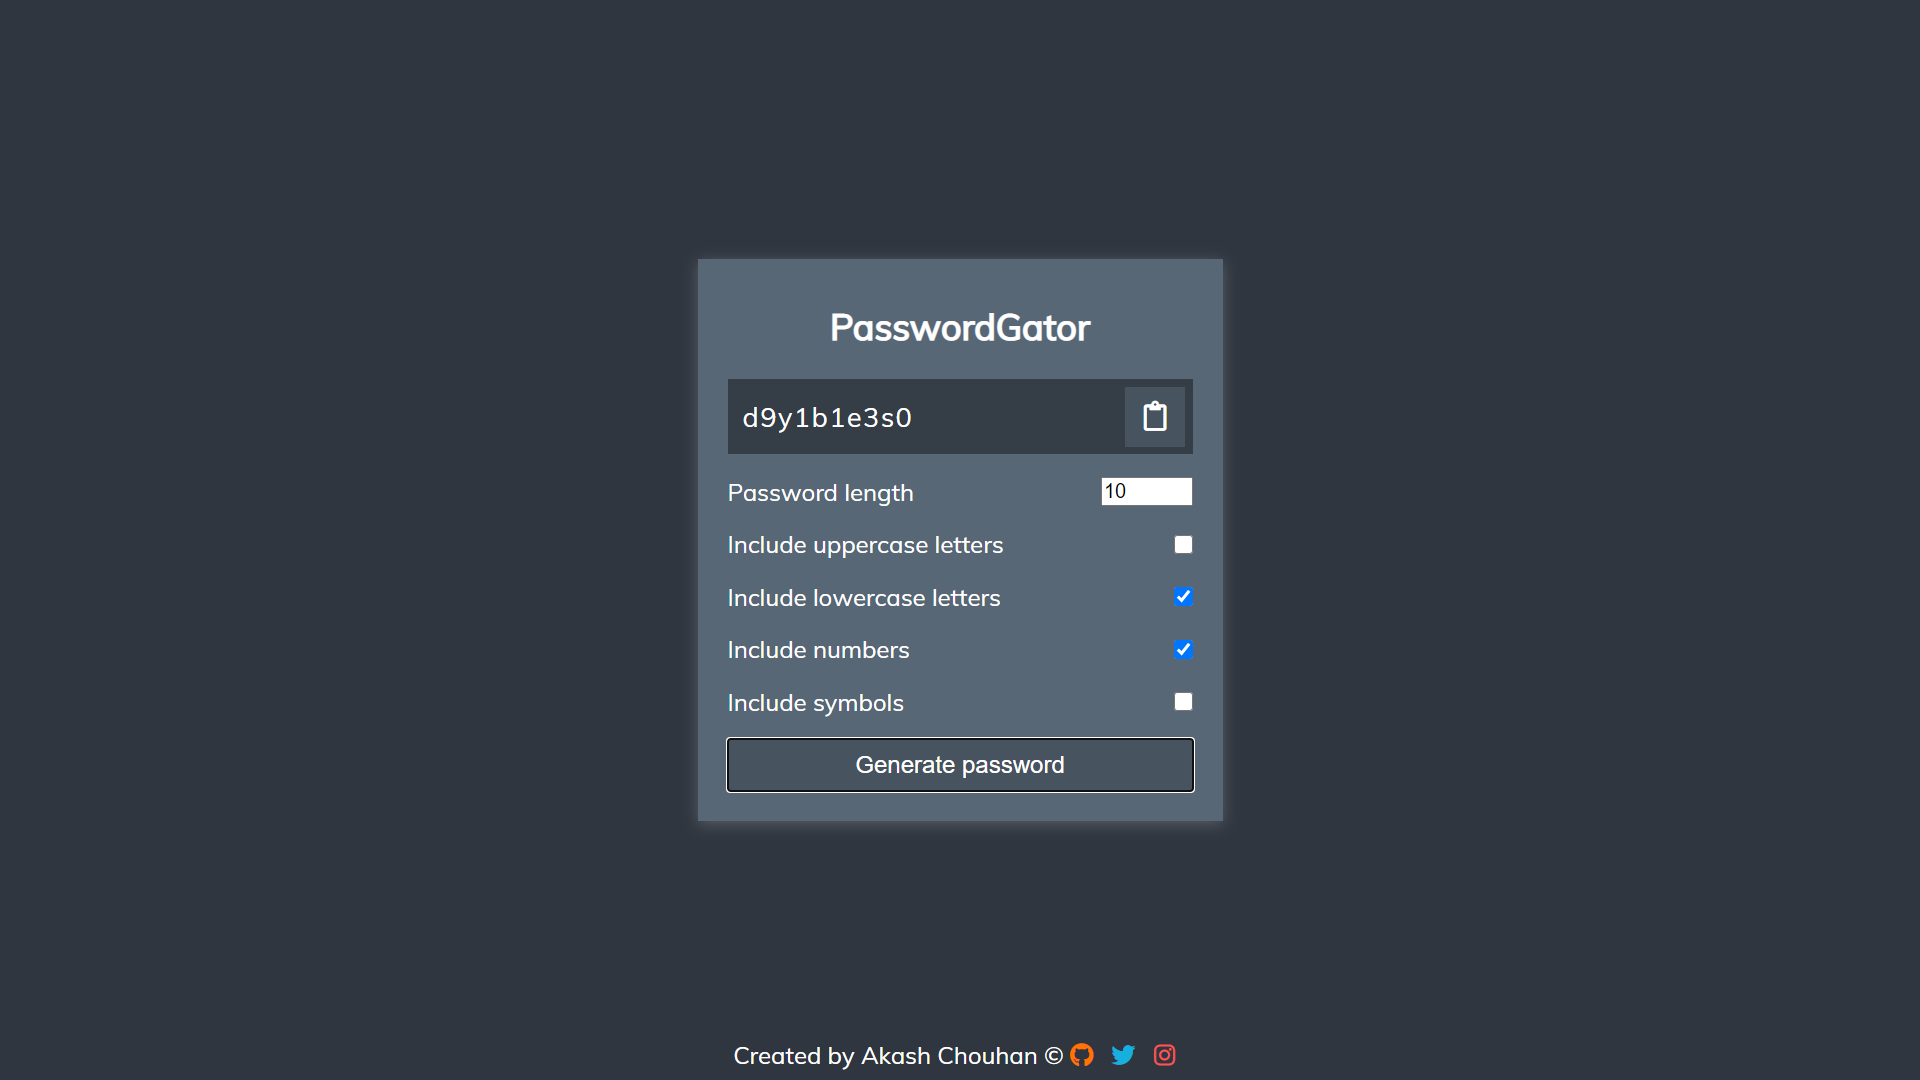 PasswordGator
d9y1b1e3s0
Password length 10
Include uppercase letters
Include lowercase letters
Include numbers
Include symbols
Generate password
Created by Akash Chouhan ©